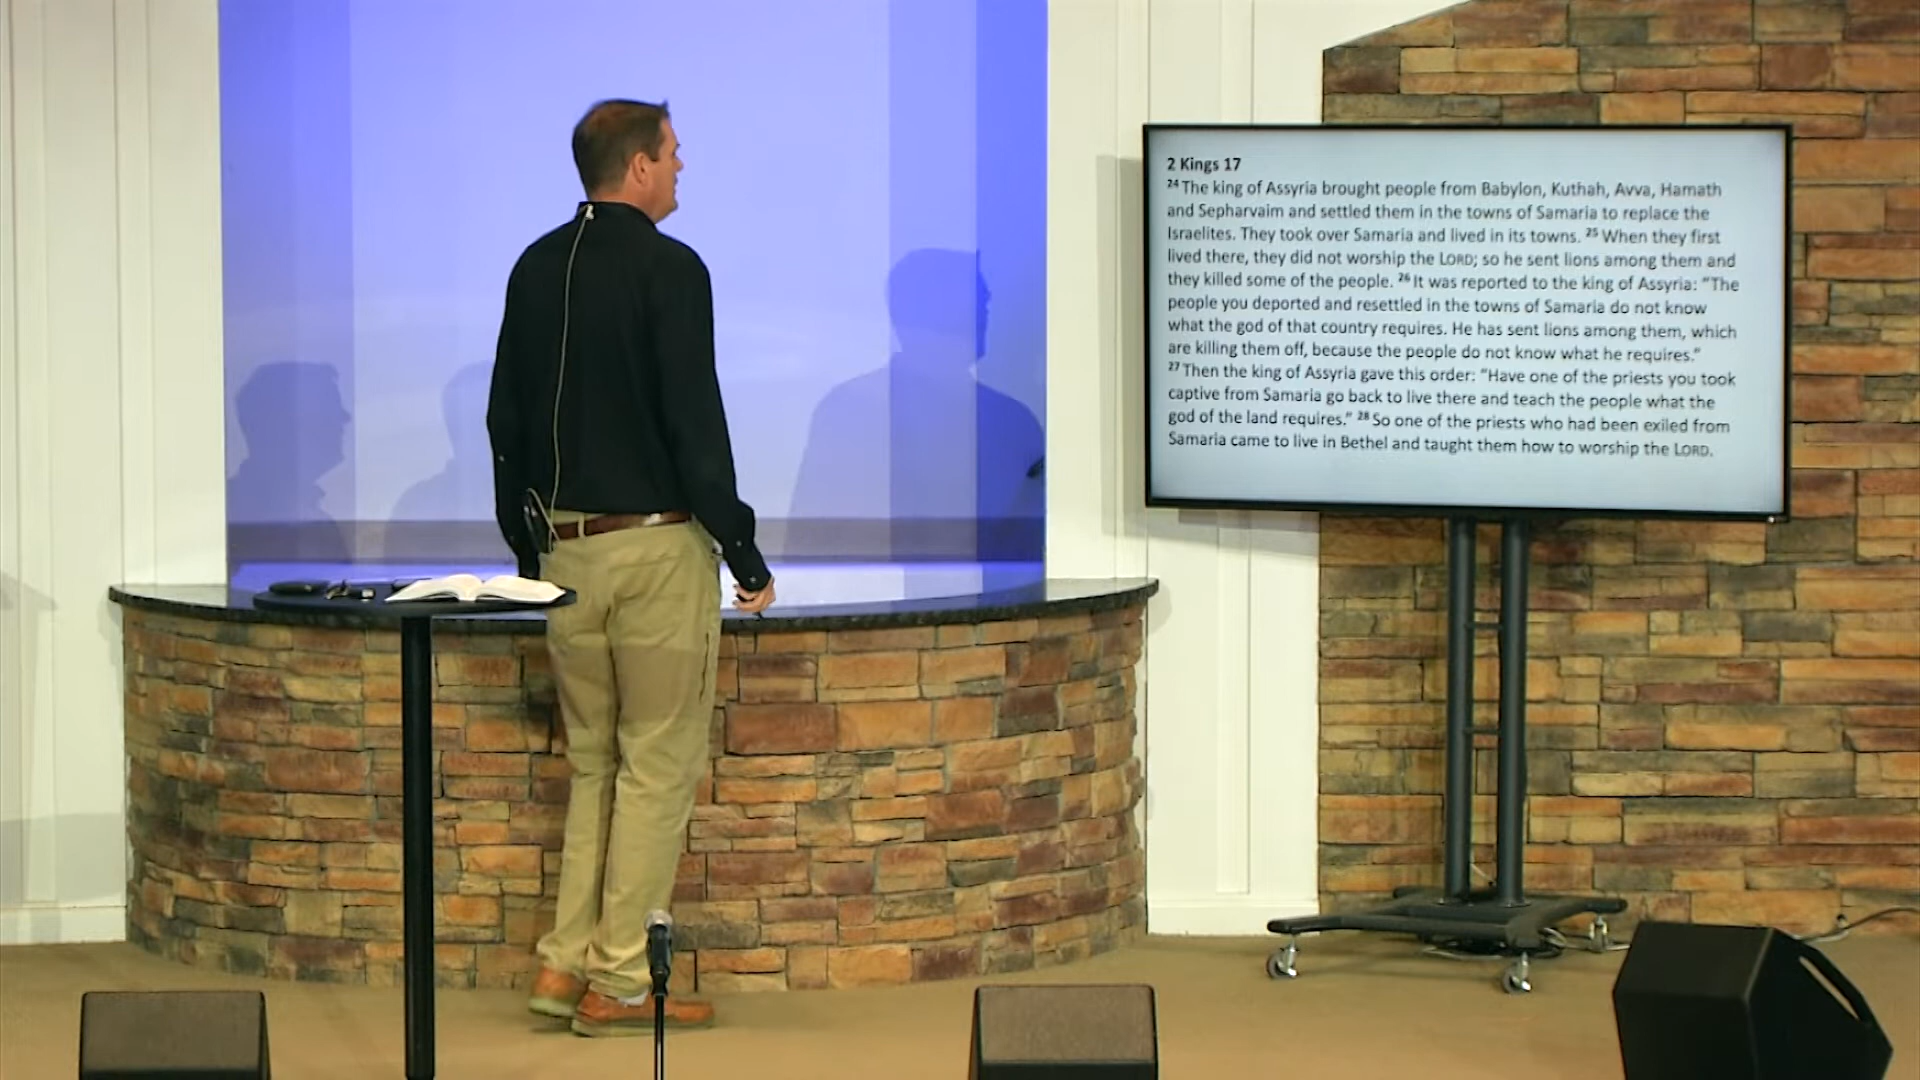 2 Kings 17
24 The king of Assyria brought people from Babylon, Kuthah, Avva, Hamath
and Sepharvaim and settled them in the towns of Samaria to replace the
Israelites. They took over Samaria and lived in its towns. 25 When they first
lived there, they did not worship the LORD; so he sent lions among them and
they killed some of the people. 26 It was reported to the king of Assyria: “The
people you deported and resettled in the towns of Samaria do not know
what the god of that country requires. He has sent lions among them, which
are killing them off, because the people do not know what he requires.”
27 Then the king of Assyria gave this order: “Have one of the priests you took
captive from Samaria go back to live there and teach the people what the
god of the land requires.” 28 So one of the priests who had been exiled from
Samaria came to live in Bethel and taught them how to worship the LORD.